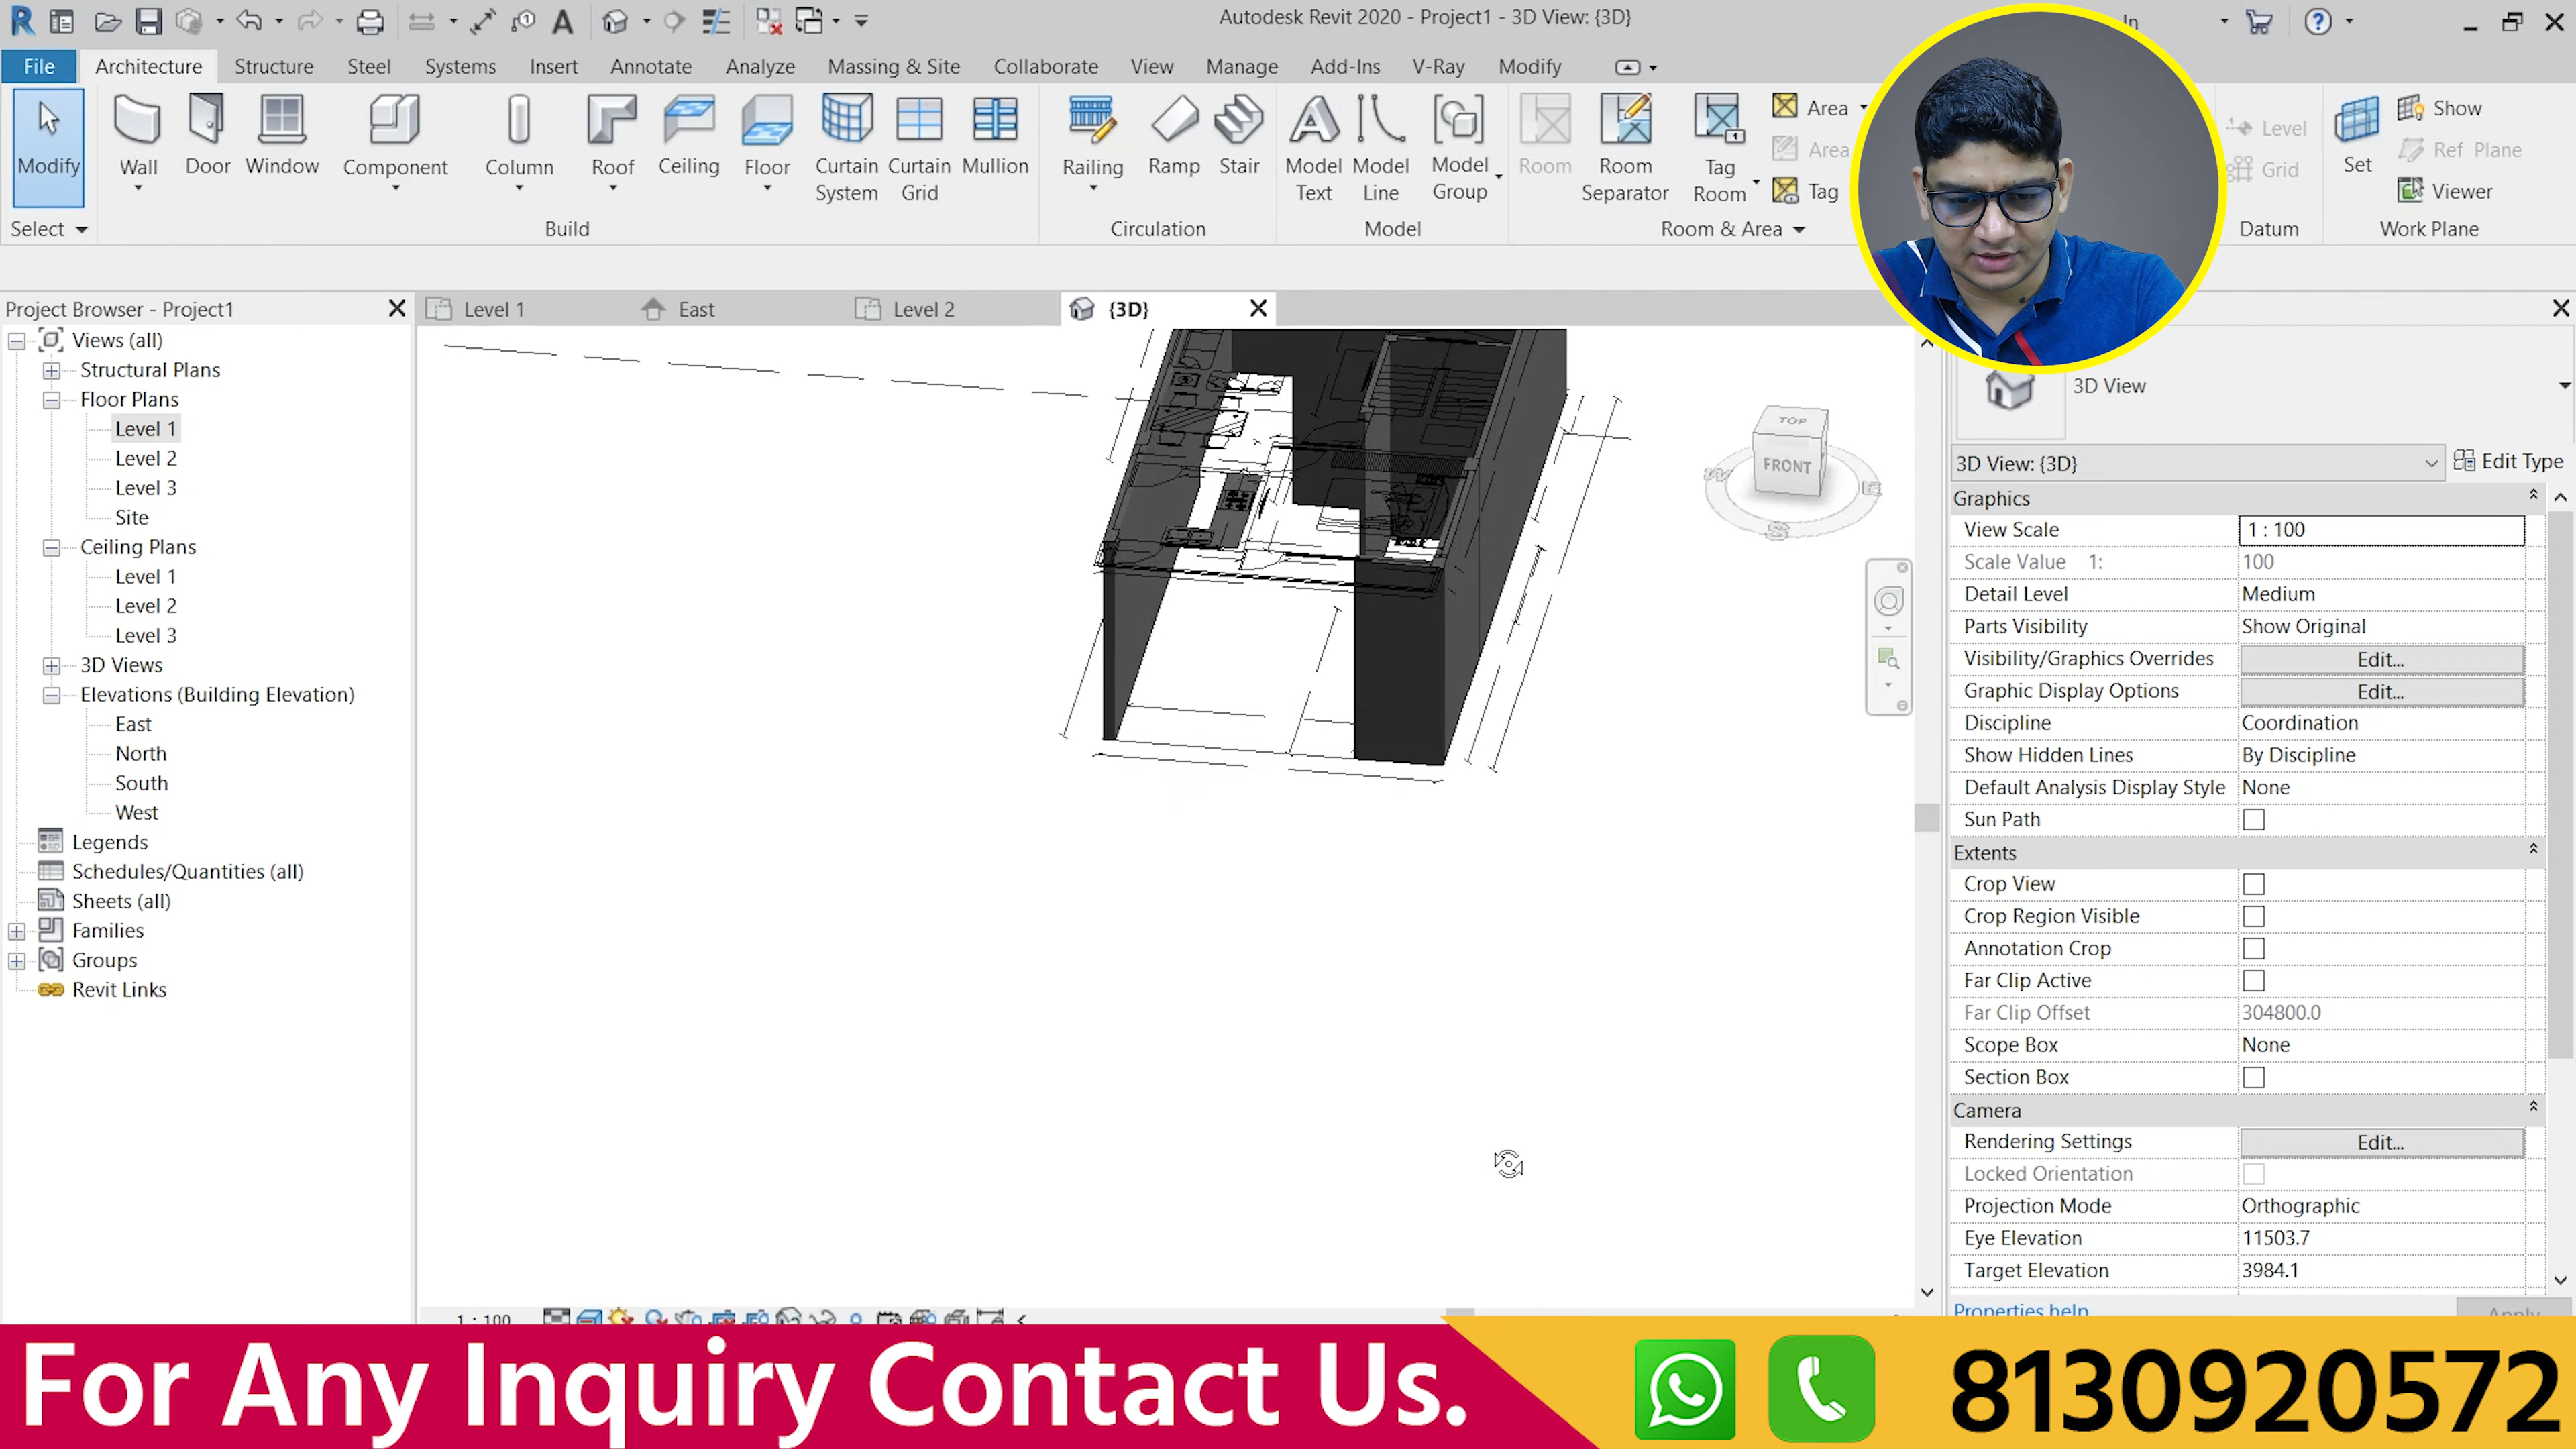 Autodesk Revit 2020 - Project1 - 3D View: {3D}
In
File Architecture Structure Steel Systems Insert Annotate Analyze Massing & Site Collaborate View Manage Add-Ins V-Ray Modify
Modify Wall Door Window Component Column Roof Ceiling Floor Curtain System Curtain Grid Mullion Railing Ramp Stair Model Text Model Line Model Group Room Room Separator Tag Room Area Area Tag Level Grid Set Show Ref Plane Viewer
Select Build Circulation Model Room & Area Datum Work Plane
Project Browser - Project1
Level 1 East Level 2 {3D}
Views (all)
Structural Plans
Floor Plans
Level 1
Level 2
Level 3
Site
Ceiling Plans
Level 1
Level 2
Level 3
3D Views
Elevations (Building Elevation)
East
North
South
West
Legends
Schedules/Quantities (all)
Sheets (all)
Families
Groups
Revit Links
TOP
FRONT
W
S
E
1 : 100
3D View
3D View: {3D} Edit Type
Graphics
View Scale 1 : 100
Scale Value 1: 100
Detail Level Medium
Parts Visibility Show Original
Visibility/Graphics Overrides Edit...
Graphic Display Options Edit...
Discipline Coordination
Show Hidden Lines By Discipline
Default Analysis Display Style None
Sun Path
Extents
Crop View
Crop Region Visible
Annotation Crop
Far Clip Active
Far Clip Offset 304800.0
Scope Box None
Section Box
Camera
Rendering Settings Edit...
Locked Orientation
Projection Mode Orthographic
Eye Elevation 11503.7
Target Elevation 3984.1
Properties help Apply
For Any Inquiry Contact Us. 8130920572